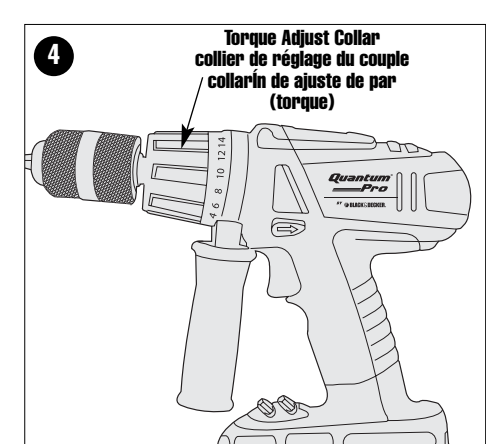 4
Torque Adjust Collar
collier de réglage du couple
collarÍn de ajuste de par
(torque)
4 6 8 10 12 14
Quantum®
Pro
BY BLACK & DECKER.